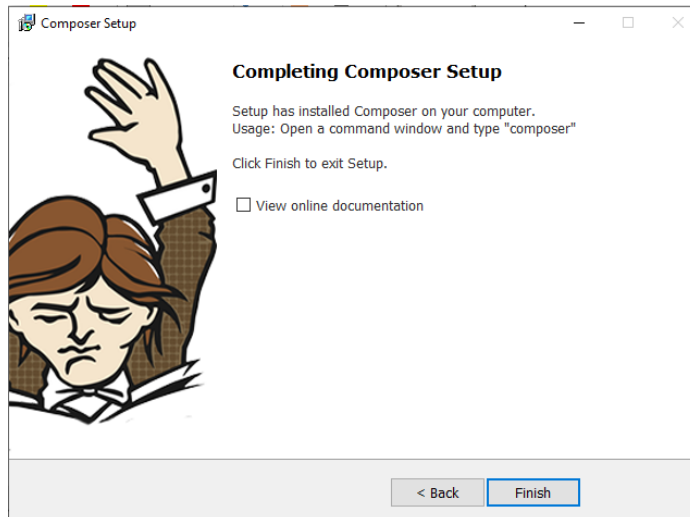 Composer Setup
Completing Composer Setup
Setup has installed Composer on your computer.
Usage: Open a command window and type "composer"
Click Finish to exit Setup.
View online documentation
< Back
Finish